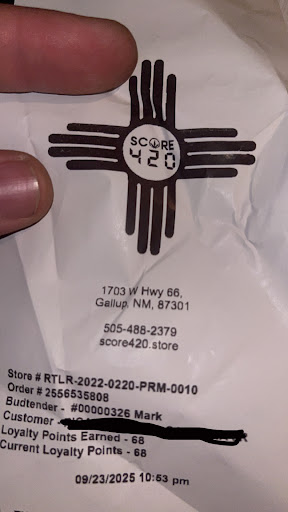 SCORE
420
1703 W Hwy 66,
Gallup, NM, 87301
505-488-2379
score420.store
Store # RTLR-2022-0220-PRM-0010
Order # 2556535808
Budtender - #00000326 Mark
Customer
Loyalty Points Earned - 68
Current Loyalty Points - 68
09/23/2025 10:53 pm